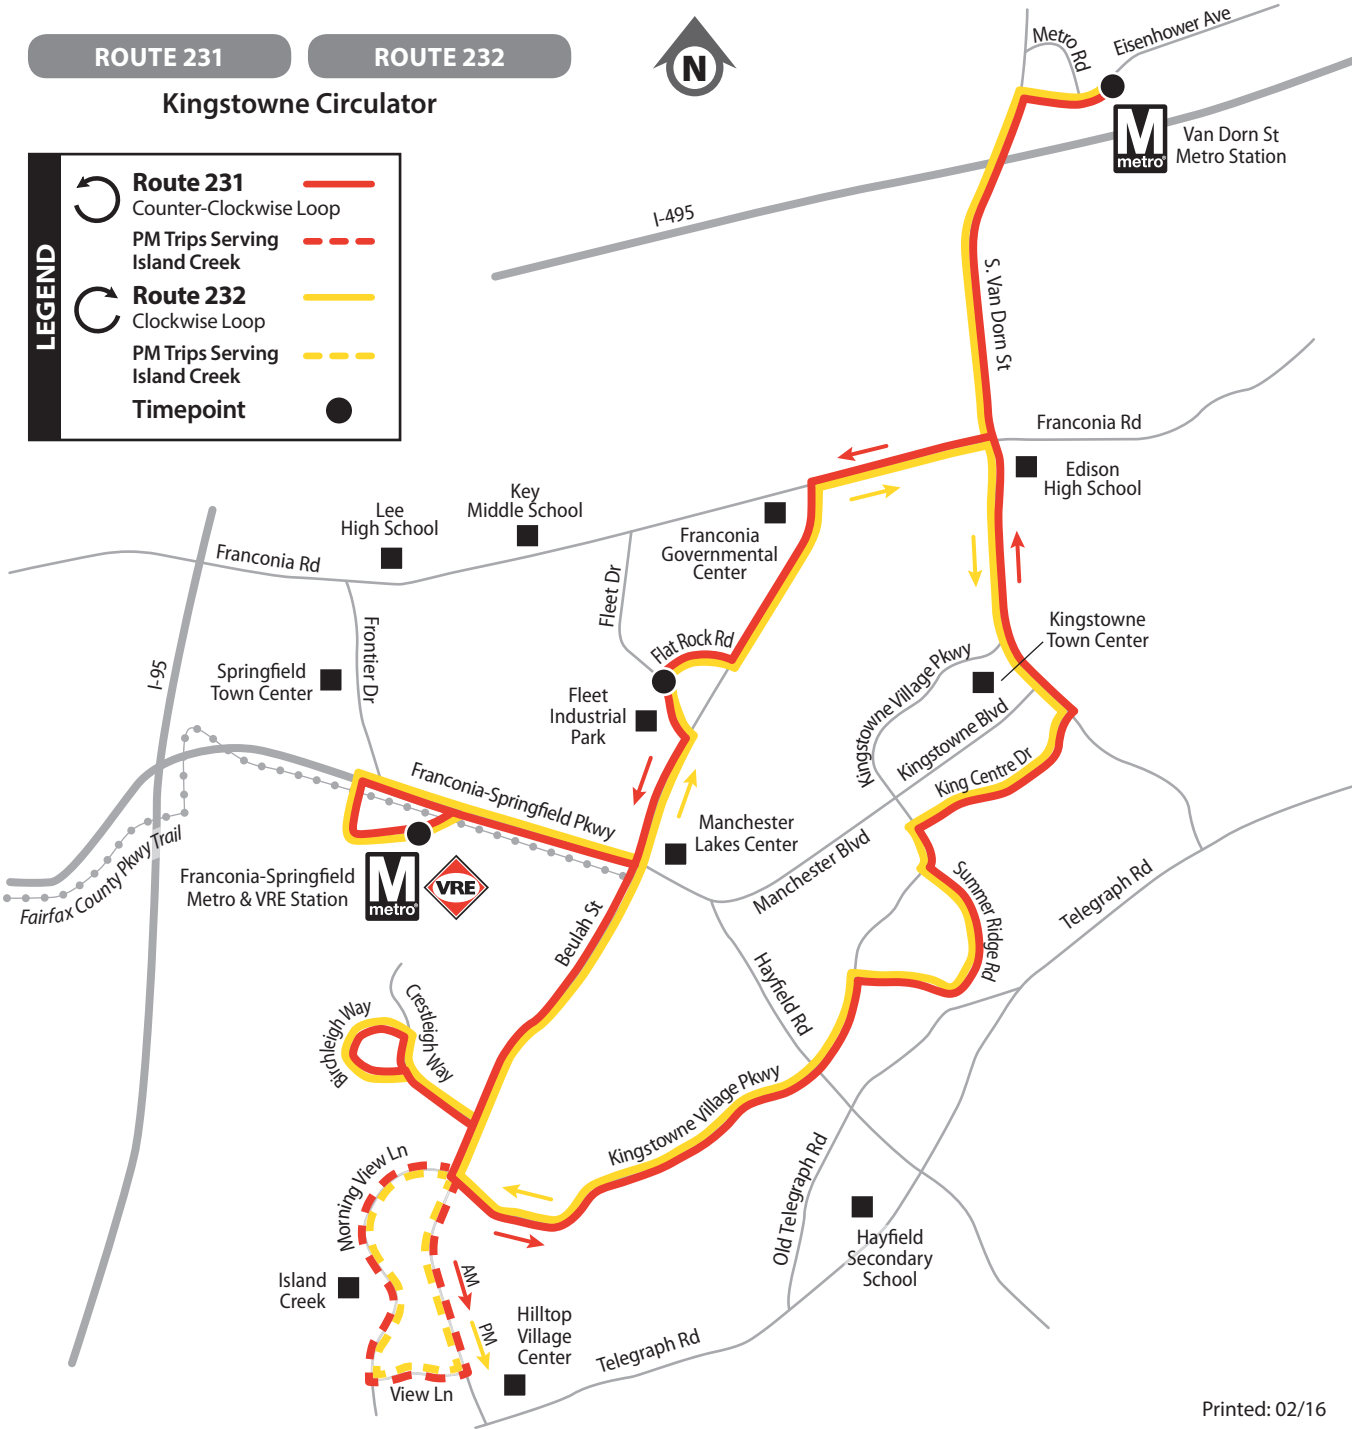 ROUTE 231
ROUTE 232
Kingstowne Circulator
N
LEGEND
Route 231
Counter-Clockwise Loop
PM Trips Serving
Island Creek
Route 232
Clockwise Loop
PM Trips Serving
Island Creek
Timepoint
Metro Rd
Eisenhower Ave
M
metro
Van Dorn St
Metro Station
I-495
S. Van Dorn St
Franconia Rd
Edison
High School
Key
Middle School
Lee
High School
Franconia Rd
Franconia
Governmental
Center
Fleet Dr
Flat Rock Rd
Frontier Dr
I-95
Springfield
Town Center
Fleet
Industrial
Park
Kingstowne
Town Center
Kingstowne Village Pkwy
Kingstowne Blvd
King Centre Dr
Franconia-Springfield Pkwy
Manchester
Lakes Center
Manchester Blvd
Fairfax County Pkwy Trail
Franconia-Springfield
Metro & VRE Station
M
metro
VRE
Summer Ridge Rd
Telegraph Rd
Beulah St
Hayfield Rd
Birchleigh Way
Crestleigh Way
Kingstowne Village Pkwy
Morning View Ln
Old Telegraph Rd
Hayfield
Secondary
School
Island
Creek
AM
PM
Hilltop
Village
Center
Telegraph Rd
View Ln
Printed: 02/16